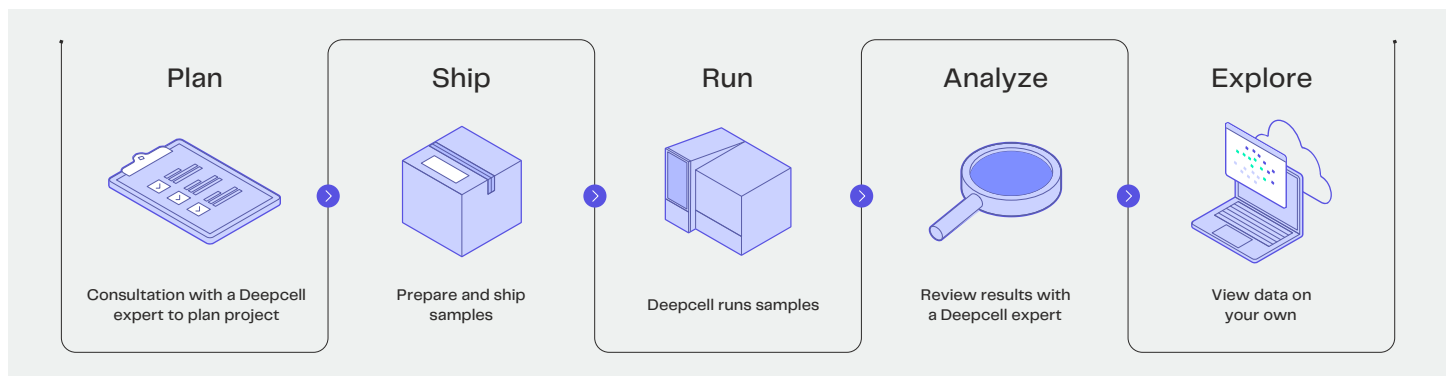 Plan
Consultation with a Deepcell
expert to plan project
Ship
Prepare and ship
samples
Run
Deepcell runs samples
Analyze
Review results with
a Deepcell expert
Explore
View data on
your own